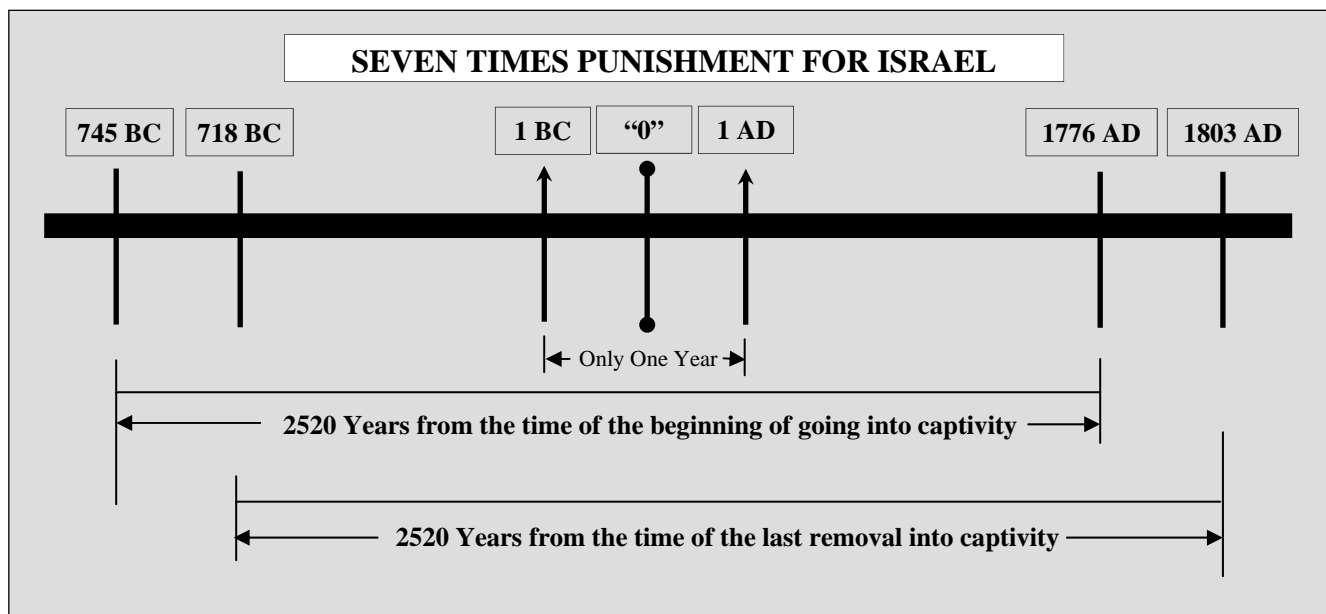 SEVEN TIMES PUNISHMENT FOR ISRAEL
745 BC 718 BC 1 BC “0” 1 AD 1776 AD 1803 AD
Only One Year
2520 Years from the time of the beginning of going into captivity
2520 Years from the time of the last removal into captivity